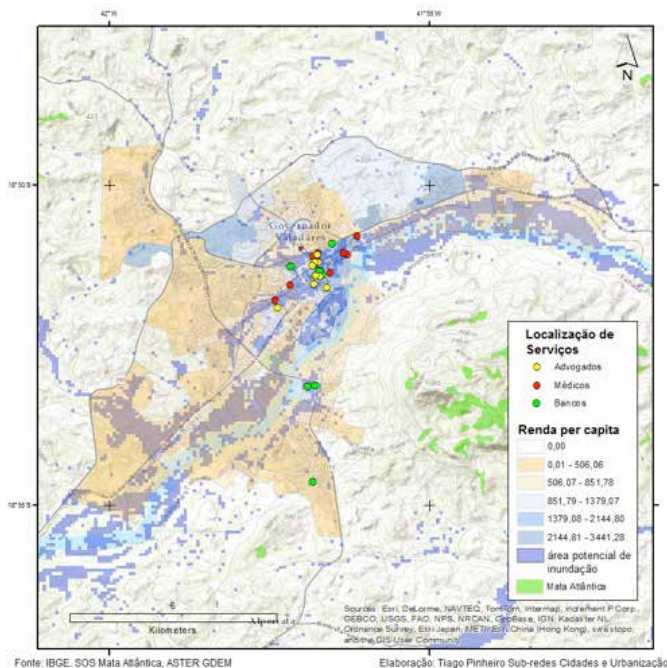 42°W
41°55'W
N
18°50'S
18°55'S
Governador
Valadares
Alpercata
Localização de
Serviços
Advogados
Médicos
Bancos
Renda per capita
0,00
0,01 - 506,06
506,07 - 851,78
851,79 - 1379,07
1379,08 - 2144,80
2144,81 - 3441,28
área potencial de
inundação
Mata Atlântica
6
Kilometers
Sources: Esri, DeLorme, NAVTEQ, TomTom, Intermap, increment P Corp.,
GEBCO, USGS, FAO, NPS, NRCAN, GeoBase, IGN, Kadaster NL,
Ordnance Survey, Esri Japan, METI, Esri China (Hong Kong), swisstopo,
and the GIS User Community
Fonte: IBGE, SOS Mata Atlântica, ASTER GDEM
Elaboração: Tiago Pinheiro Sub-redes Cidades e Urbanização